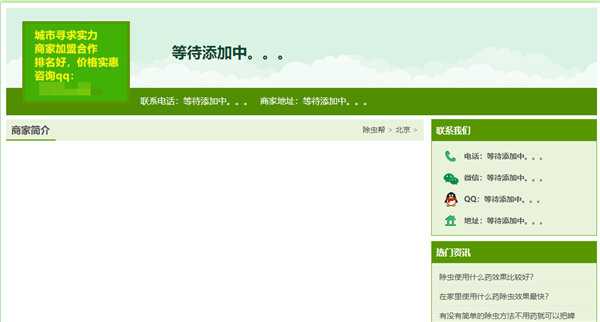 城市寻求实力
商家加盟合作
排名好，价格实惠
咨询qq：
等待添加中。。。
联系电话：等待添加中。。。 商家地址：等待添加中。。。
商家简介
除虫帮 > 北京 >
联系我们
电话：等待添加中。。。
微信：等待添加中。。。
QQ：等待添加中。。。
地址：等待添加中。。。
热门资讯
除虫使用什么药效果比较好？
在家里使用什么药除虫效果最快？
有没有简单的除虫方法不用药就可以把蟑